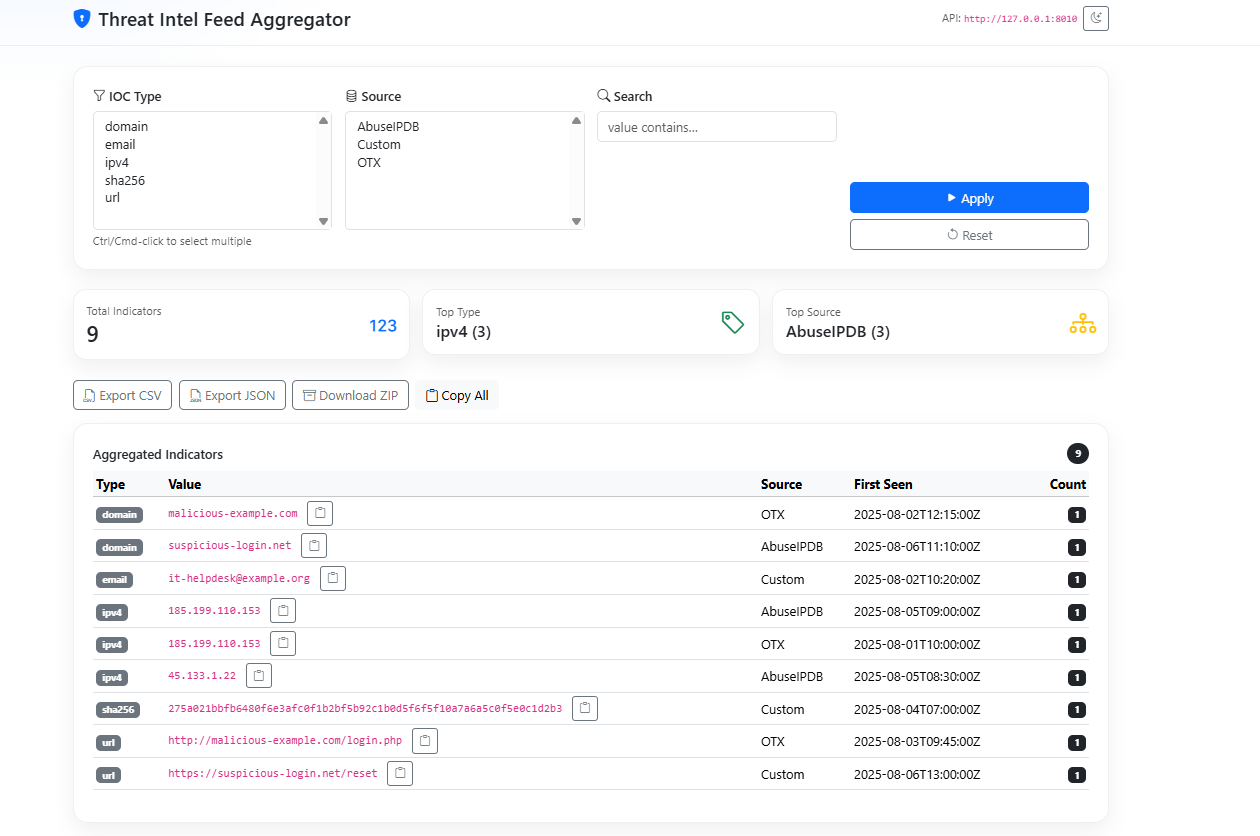 Threat Intel Feed Aggregator
API: http://127.0.0.1:8010
IOC Type
Source
Search
domain
email
ipv4
sha256
url
AbuseIPDB
Custom
OTX
value contains...
Apply
Reset
Ctrl/Cmd-click to select multiple
Total Indicators
9
123
Top Type
ipv4 (3)
Top Source
AbuseIPDB (3)
Export CSV
Export JSON
Download ZIP
Copy All
Aggregated Indicators 9
Type Value Source First Seen Count
domain malicious-example.com OTX 2025-08-02T12:15:00Z 1
domain suspicious-login.net AbuseIPDB 2025-08-06T11:10:00Z 1
email it-helpdesk@example.org Custom 2025-08-02T10:20:00Z 1
ipv4 185.199.110.153 AbuseIPDB 2025-08-05T09:00:00Z 1
ipv4 185.199.110.153 OTX 2025-08-01T10:00:00Z 1
ipv4 45.133.1.22 AbuseIPDB 2025-08-05T08:30:00Z 1
sha256 275a021bbfb6480f6e3afc0f1b2bf5b92c1b0d5f6f5f10a7a6a5c0f5e0c1d2b3 Custom 2025-08-04T07:00:00Z 1
url http://malicious-example.com/login.php OTX 2025-08-03T09:45:00Z 1
url https://suspicious-login.net/reset Custom 2025-08-06T13:00:00Z 1